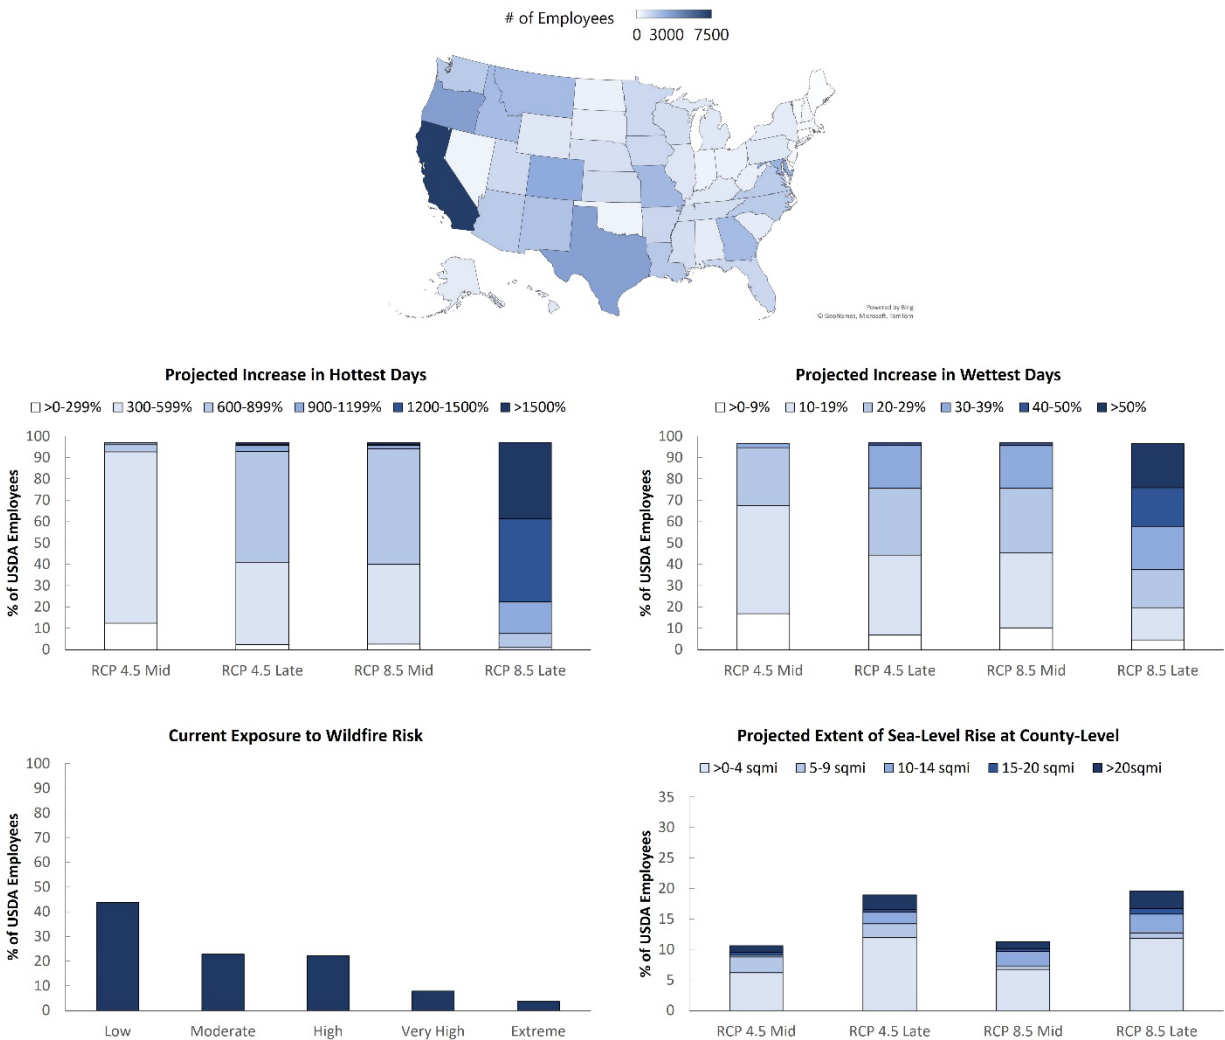 # of Employees
0 3000 7500
Powered by Bing
© GeoNames, Microsoft, TomTom
Projected Increase in Hottest Days
>0-299% 300-599% 600-899% 900-1199% 1200-1500% >1500%
% of USDA Employees
100
90
80
70
60
50
40
30
20
10
0
RCP 4.5 Mid RCP 4.5 Late RCP 8.5 Mid RCP 8.5 Late
Projected Increase in Wettest Days
>0-9% 10-19% 20-29% 30-39% 40-50% >50%
% of USDA Employees
100
90
80
70
60
50
40
30
20
10
0
RCP 4.5 Mid RCP 4.5 Late RCP 8.5 Mid RCP 8.5 Late
Current Exposure to Wildfire Risk
% of USDA Employees
100
90
80
70
60
50
40
30
20
10
0
Low Moderate High Very High Extreme
Projected Extent of Sea-Level Rise at County-Level
>0-4 sqmi 5-9 sqmi 10-14 sqmi 15-20 sqmi >20sqmi
% of USDA Employees
35
30
25
20
15
10
5
0
RCP 4.5 Mid RCP 4.5 Late RCP 8.5 Mid RCP 8.5 Late